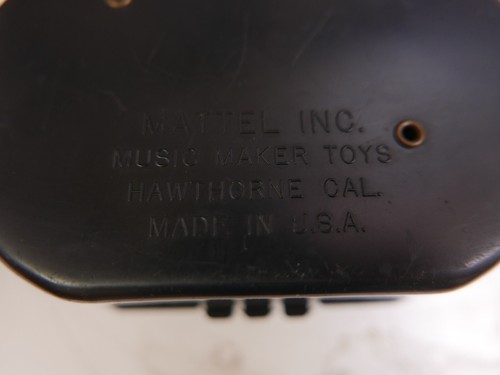 MATTEL INC.
MUSIC MAKER TOYS
HAWTHORNE CAL.
MADE IN U.S.A.